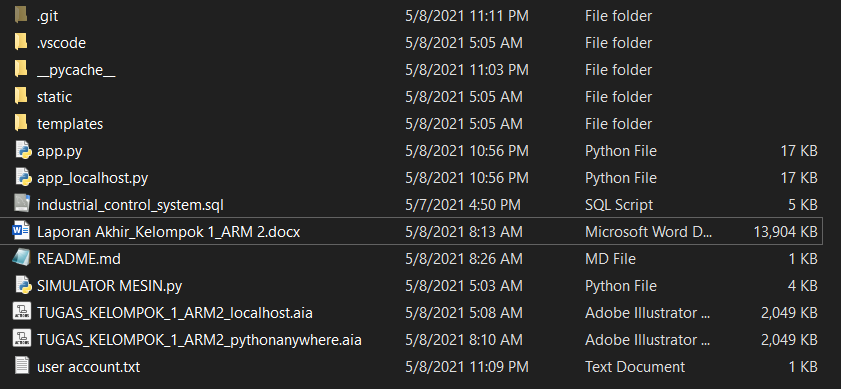 .git 5/8/2021 11:11 PM File folder
.vscode 5/8/2021 5:05 AM File folder
__pycache__ 5/8/2021 11:03 PM File folder
static 5/8/2021 5:05 AM File folder
templates 5/8/2021 5:05 AM File folder
app.py 5/8/2021 10:56 PM Python File 17 KB
app_localhost.py 5/8/2021 10:56 PM Python File 17 KB
industrial_control_system.sql 5/7/2021 4:50 PM SQL Script 5 KB
Laporan Akhir_Kelompok 1_ARM 2.docx 5/8/2021 8:13 AM Microsoft Word D... 13,904 KB
README.md 5/8/2021 8:26 AM MD File 1 KB
SIMULATOR MESIN.py 5/8/2021 5:03 AM Python File 4 KB
TUGAS_KELOMPOK_1_ARM2_localhost.aia 5/8/2021 5:08 AM Adobe Illustrator ... 2,049 KB
TUGAS_KELOMPOK_1_ARM2_pythonanywhere.aia 5/8/2021 8:10 AM Adobe Illustrator ... 2,049 KB
user account.txt 5/8/2021 11:09 PM Text Document 1 KB